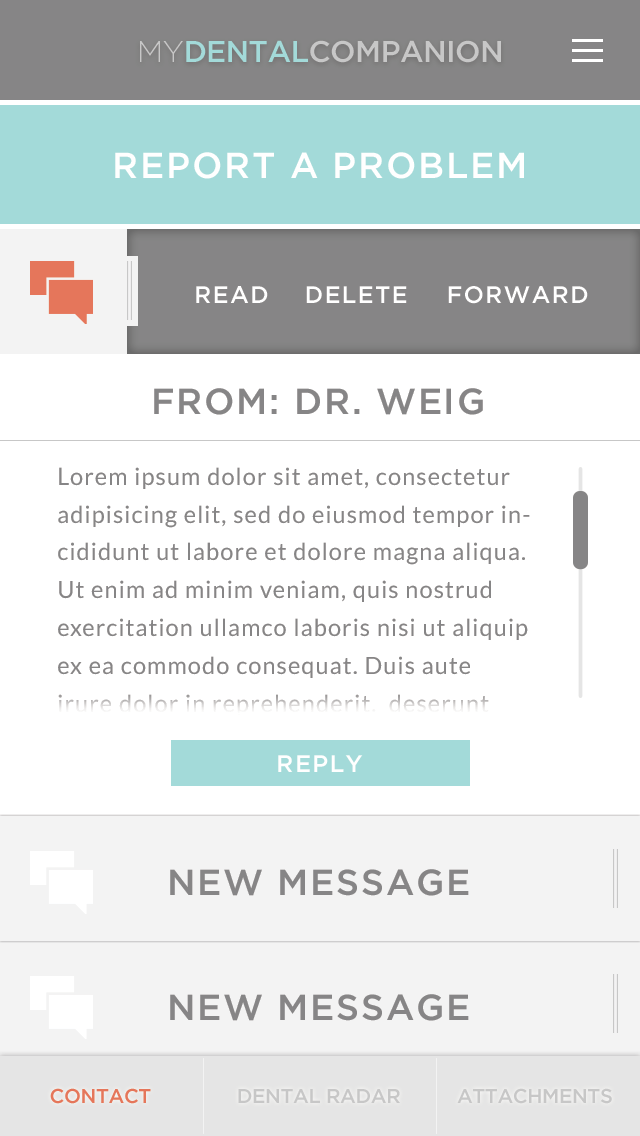 MYDENTALCOMPANION
REPORT A PROBLEM
READ DELETE FORWARD
FROM: DR. WEIG
Lorem ipsum dolor sit amet, consectetur
adipisicing elit, sed do eiusmod tempor in-
cididunt ut labore et dolore magna aliqua.
Ut enim ad minim veniam, quis nostrud
exercitation ullamco laboris nisi ut aliquip
ex ea commodo consequat. Duis aute
irure dolor in reprehenderit, deserunt
REPLY
NEW MESSAGE
NEW MESSAGE
CONTACT DENTAL RADAR ATTACHMENTS